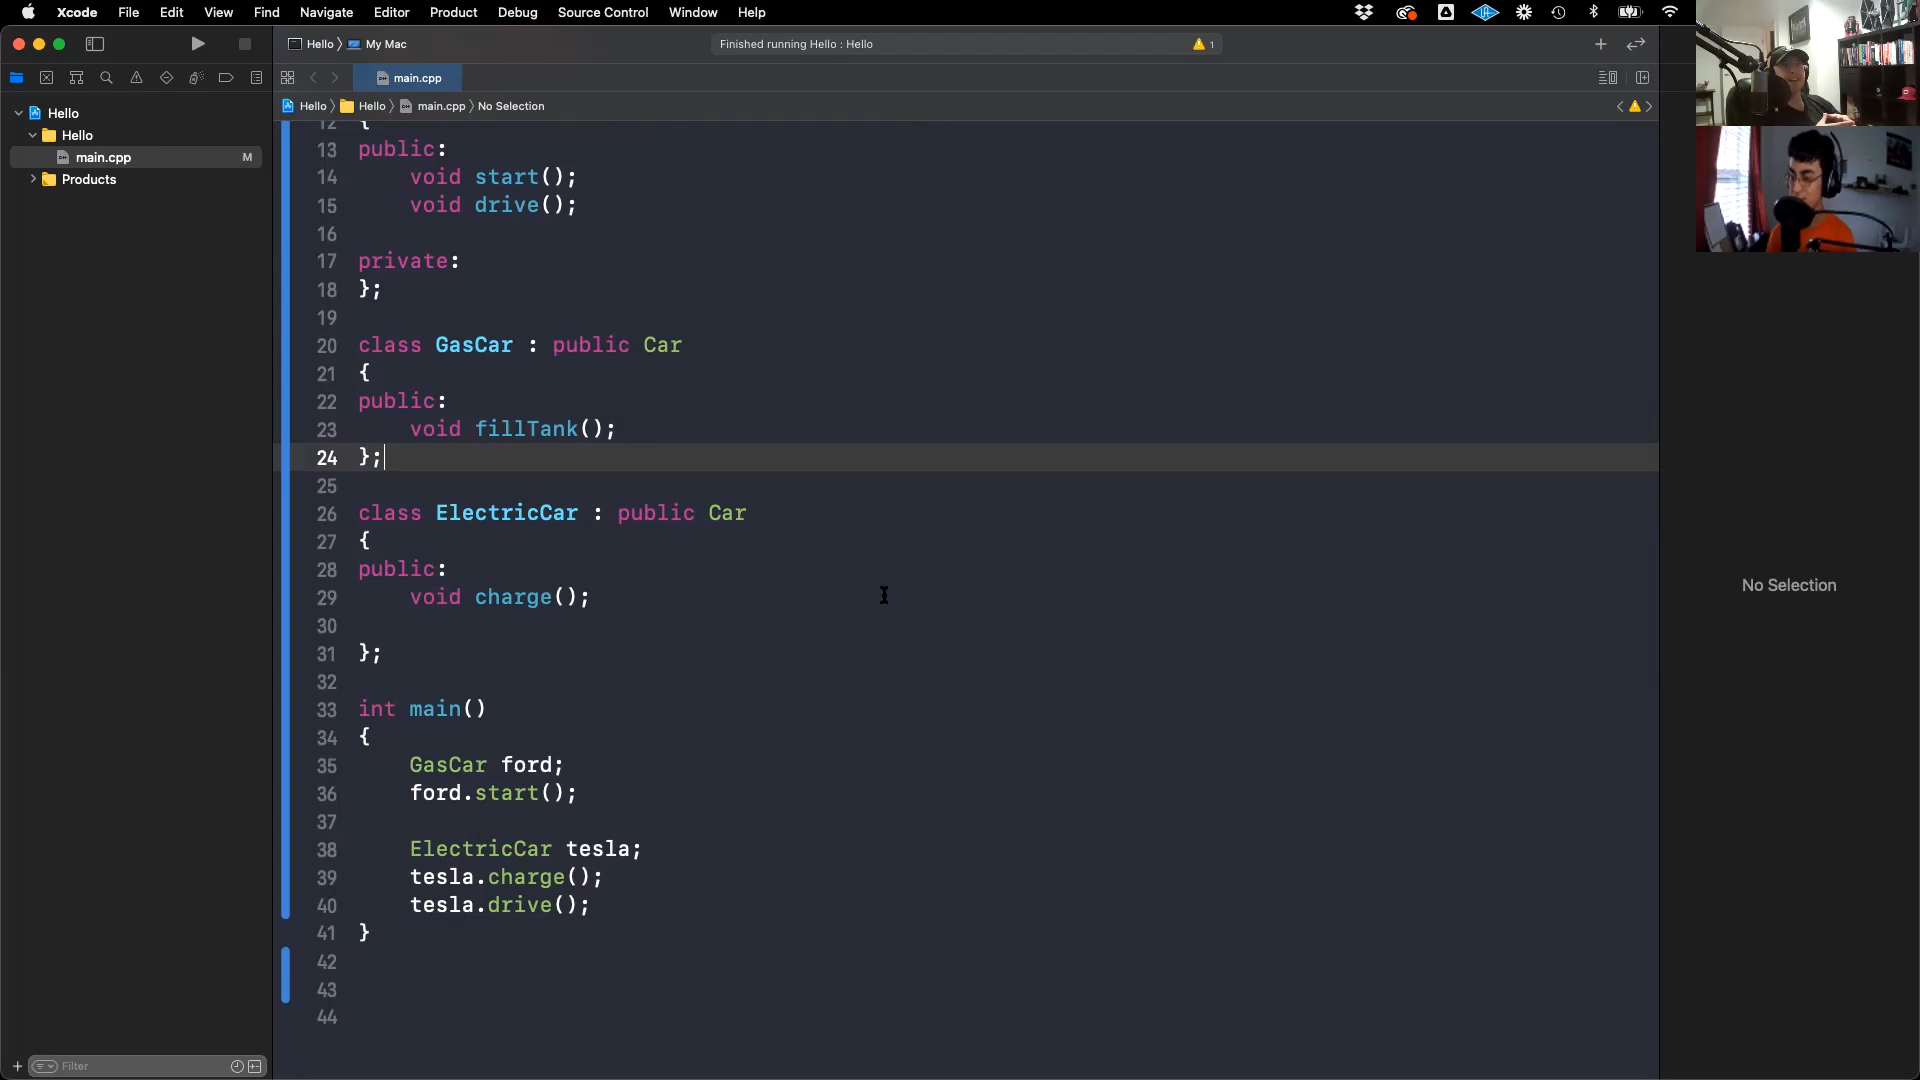 Xcode File Edit View Find Navigate Editor Product Debug Source Control Window Help
Hello My Mac
Finished running Hello : Hello
1
main.cpp
Hello Hello main.cpp No Selection
Hello
Hello
main.cpp M
Products
12 {
13 public:
14 void start();
15 void drive();
16
17 private:
18 };
19
20 class GasCar : public Car
21 {
22 public:
23 void fillTank();
24 };
25
26 class ElectricCar : public Car
27 {
28 public:
29 void charge();
30
31 };
32
33 int main()
34 {
35 GasCar ford;
36 ford.start();
37
38 ElectricCar tesla;
39 tesla.charge();
40 tesla.drive();
41 }
42
43
44
No Selection
Filter